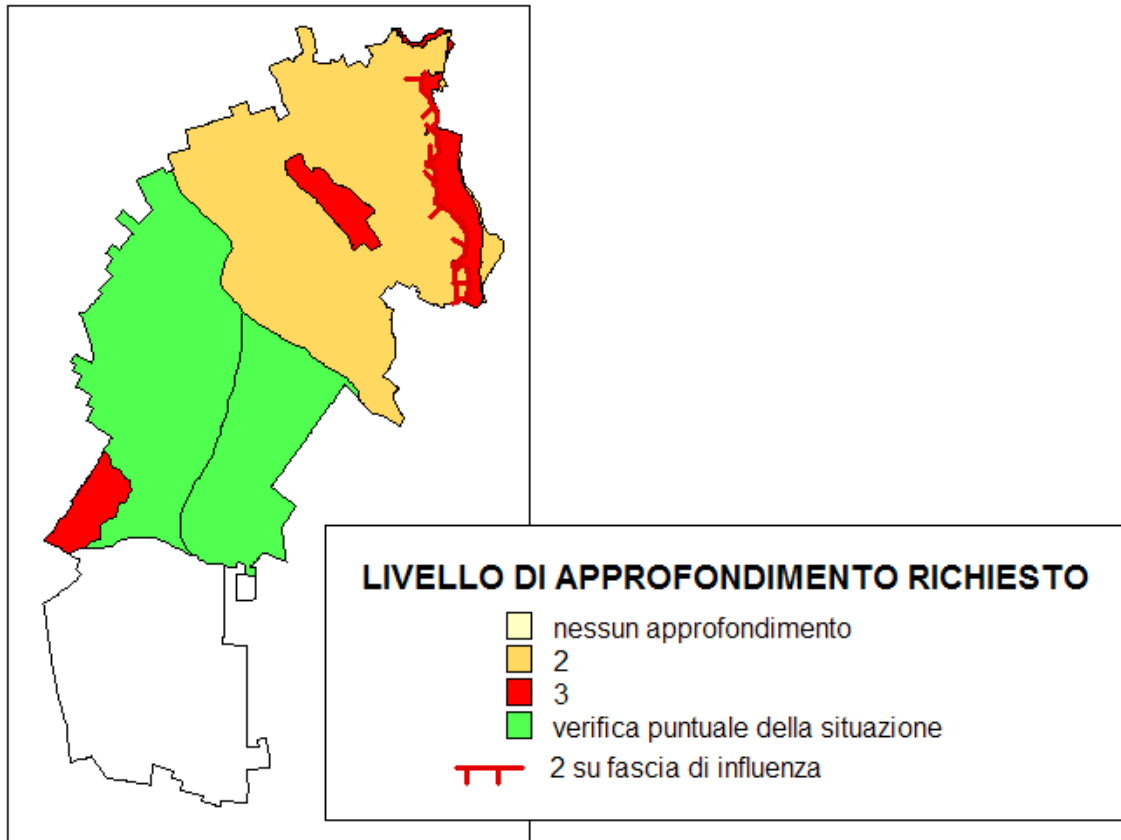 LIVELLO DI APPROFONDIMENTO RICHIESTO
nessun approfondimento
2
3
verifica puntuale della situazione
2 su fascia di influenza